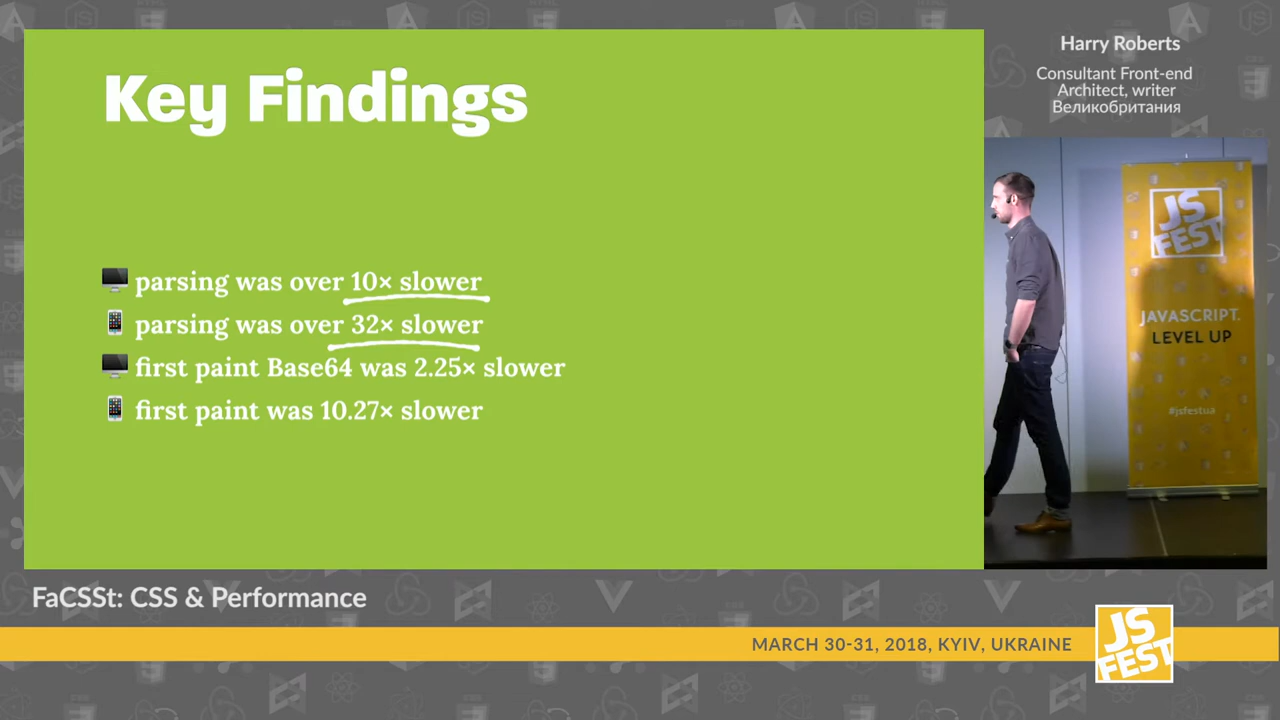 Key Findings
parsing was over 10× slower
parsing was over 32× slower
first paint Base64 was 2.25× slower
first paint was 10.27× slower
Harry Roberts
Consultant Front-end
Architect, writer
Великобритания
JS
FEST
JAVASCRIPT.
LEVEL UP
#jsfestua
FaCSSt: CSS & Performance
MARCH 30-31, 2018, KYIV, UKRAINE
JS
FEST